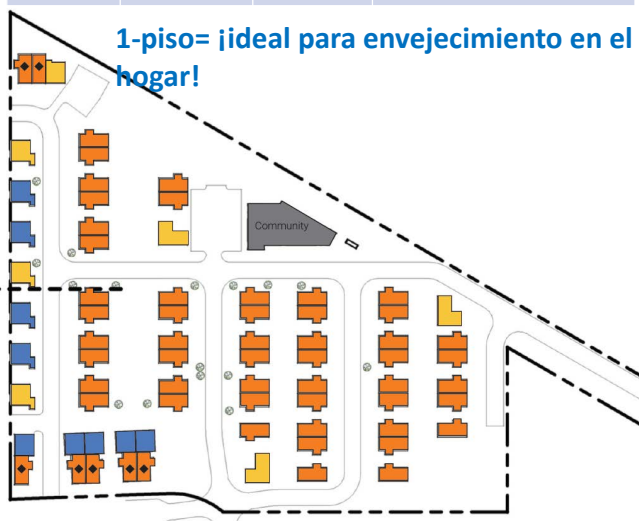 1-piso= ¡ideal para envejecimiento en el
hogar!
Community